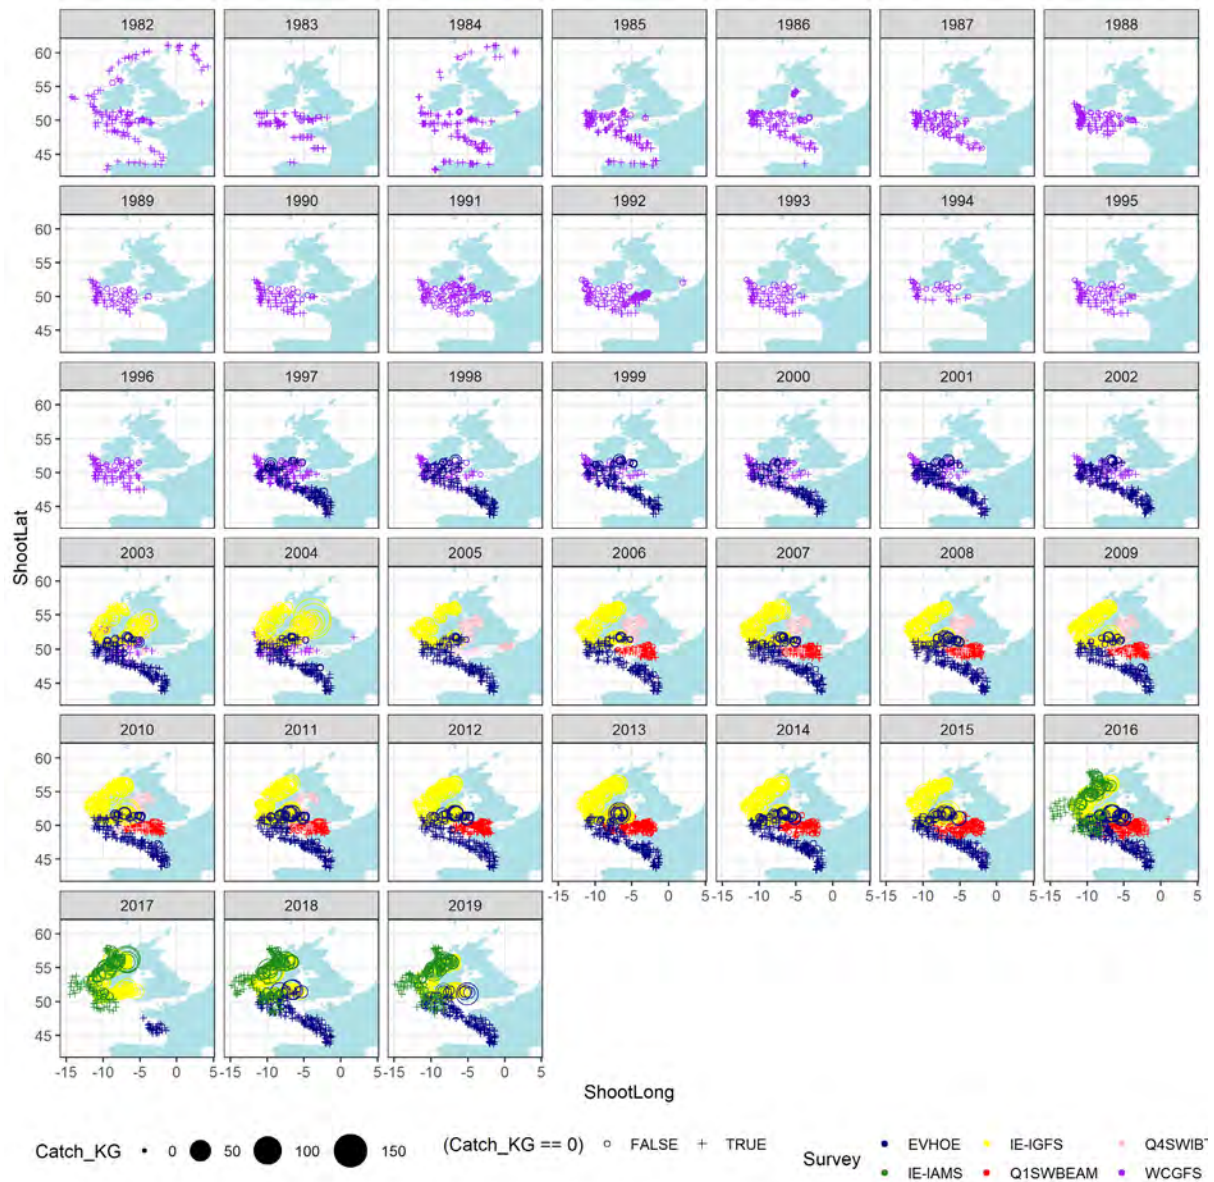 1982 1983 1984 1985 1986 1987 1988
60
55
50
45
1989 1990 1991 1992 1993 1994 1995
60
55
50
45
1996 1997 1998 1999 2000 2001 2002
60
55
50
45
ShootLat
2003 2004 2005 2006 2007 2008 2009
60
55
50
45
2010 2011 2012 2013 2014 2015 2016
60
55
50
45
-15 -10 -5 0 5-15 -10 -5 0 5-15 -10 -5 0 5-15 -10 -5 0 5
2017 2018 2019
60
55
50
45
-15 -10 -5 0 5-15 -10 -5 0 5-15 -10 -5 0 5
ShootLong
Catch_KG 0 50 100 150 (Catch_KG == 0) FALSE TRUE Survey EVHOE IE-IGFS Q4SWIB
IE-IAMS Q1SWBEAM WCGFS